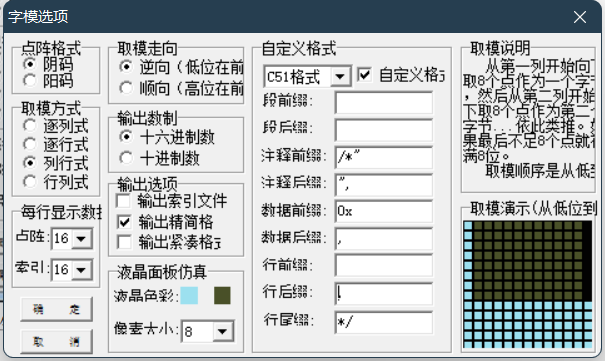 字模选项
点阵格式
阴码
阳码
取模方式
逐列式
逐行式
列行式
行列式
每行显示数据
点阵: 16
索引: 16
确 定
取 消
取模走向
逆向（低位在前
顺向（高位在前
输出数制
十六进制数
十进制数
输出选项
输出索引文件
输出精简格
输出紧凑格式
液晶面板仿真
液晶色彩:
像素大小: 8
自定义格式
C51格式
自定义格式
段前缀:
段后缀:
注释前缀: /*"
注释后缀: ",
数据前缀: 0x
数据后缀: ,
行前缀:
行后缀:
行尾缀: */
取模说明
从第一列开始向下
取8个点作为一个字节
，然后从第二列开始
下取8个点作为第二个
字节...依此类推。如
果最后不足8个点就补
满8位。
取模顺序是从低到
取模演示(从低位到